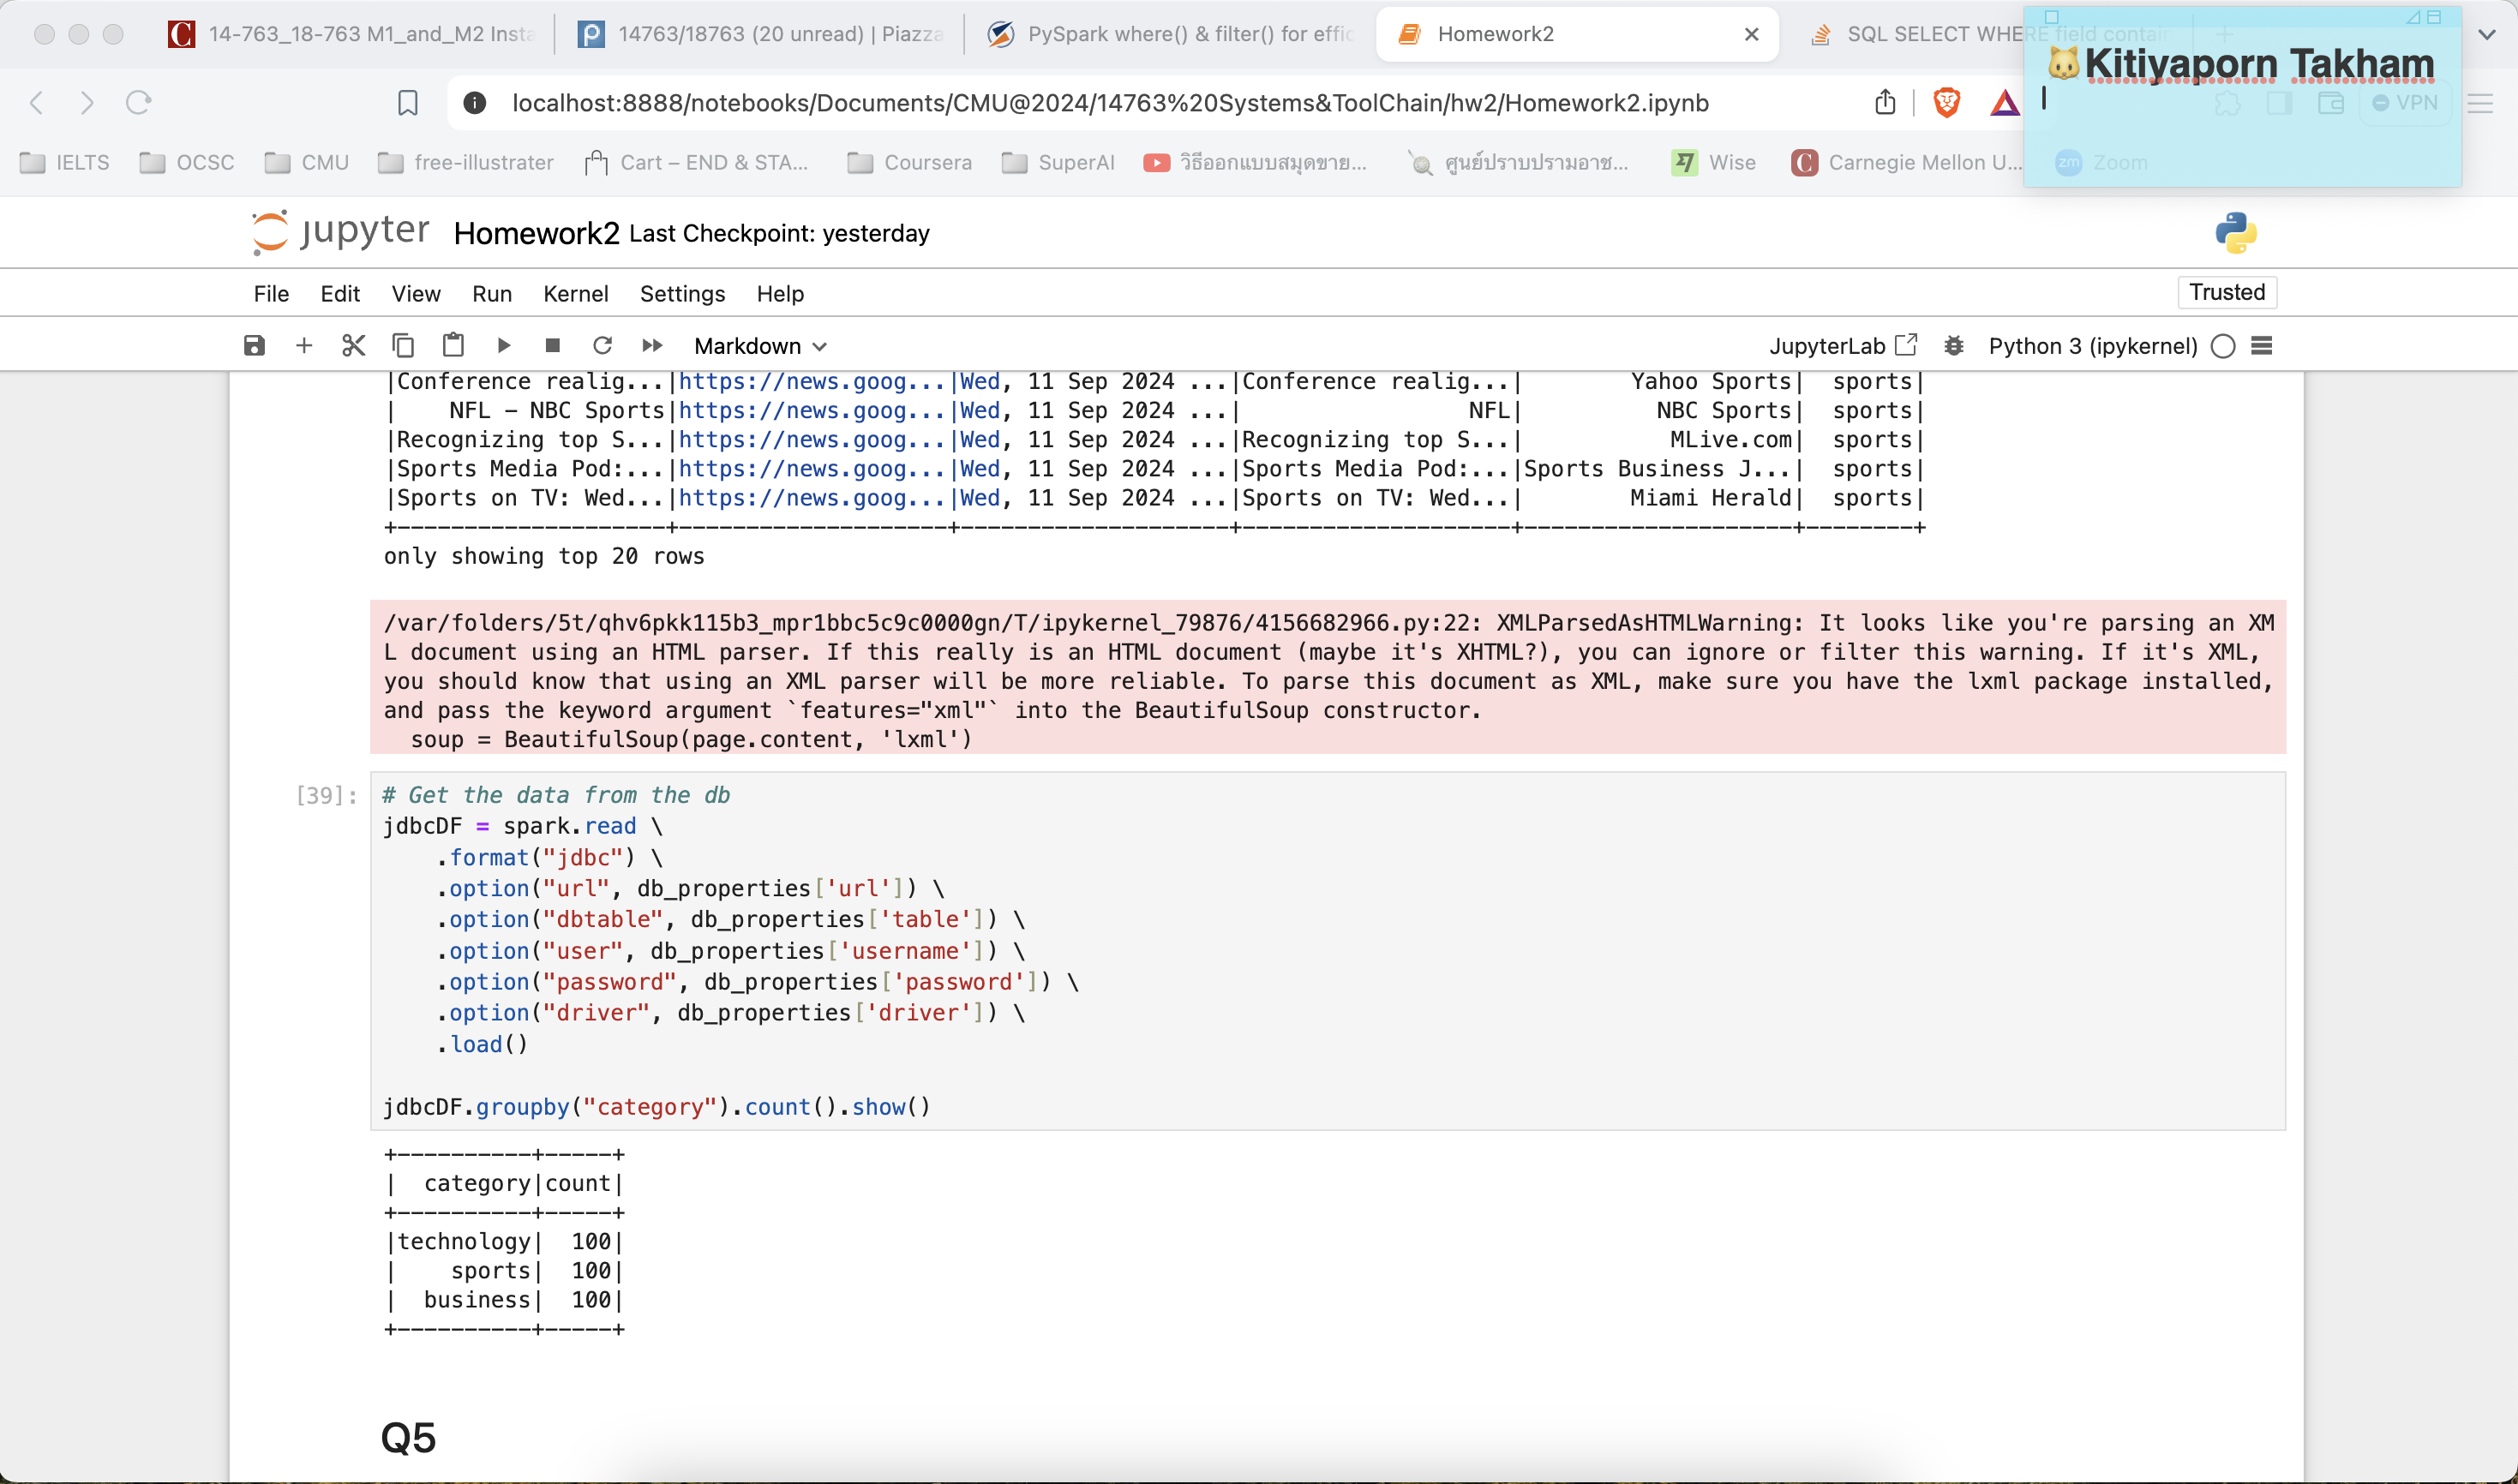 14-763_18-763 M1_and_M2 Insta
14763/18763 (20 unread) | Piazza
PySpark where() & filter() for effic
Homework2
SQL SELECT WHERE field contain
🐱Kitiyaporn Takham
localhost:8888/notebooks/Documents/CMU@2024/14763%20Systems&ToolChain/hw2/Homework2.ipynb
VPN
IELTS
OCSC
CMU
free-illustrater
Cart – END & STA...
Coursera
SuperAI
วิธีออกแบบสมุดขาย...
ศูนย์ปราบปรามอาช...
Wise
Carnegie Mellon U...
zm Zoom
jupyter Homework2 Last Checkpoint: yesterday
File Edit View Run Kernel Settings Help
Trusted
Markdown
JupyterLab
Python 3 (ipykernel)
|Conference realig...|https://news.goog...|Wed, 11 Sep 2024 ...|Conference realig...|        Yahoo Sports|  sports|
|    NFL - NBC Sports|https://news.goog...|Wed, 11 Sep 2024 ...|                 NFL|          NBC Sports|  sports|
|Recognizing top S...|https://news.goog...|Wed, 11 Sep 2024 ...|Recognizing top S...|           MLive.com|  sports|
|Sports Media Pod:...|https://news.goog...|Wed, 11 Sep 2024 ...|Sports Media Pod:...|Sports Business J...|  sports|
|Sports on TV: Wed...|https://news.goog...|Wed, 11 Sep 2024 ...|Sports on TV: Wed...|        Miami Herald|  sports|
+--------------------+--------------------+--------------------+--------------------+--------------------+--------+
only showing top 20 rows
/var/folders/5t/qhv6pkk115b3_mpr1bbc5c9c0000gn/T/ipykernel_79876/4156682966.py:22: XMLParsedAsHTMLWarning: It looks like you're parsing an XM
L document using an HTML parser. If this really is an HTML document (maybe it's XHTML?), you can ignore or filter this warning. If it's XML,
you should know that using an XML parser will be more reliable. To parse this document as XML, make sure you have the lxml package installed,
and pass the keyword argument `features="xml"` into the BeautifulSoup constructor.
  soup = BeautifulSoup(page.content, 'lxml')
[39]:
# Get the data from the db
jdbcDF = spark.read \
    .format("jdbc") \
    .option("url", db_properties['url']) \
    .option("dbtable", db_properties['table']) \
    .option("user", db_properties['username']) \
    .option("password", db_properties['password']) \
    .option("driver", db_properties['driver']) \
    .load()
jdbcDF.groupby("category").count().show()
+----------+-----+
|  category|count|
+----------+-----+
|technology|  100|
|    sports|  100|
|  business|  100|
+----------+-----+
Q5